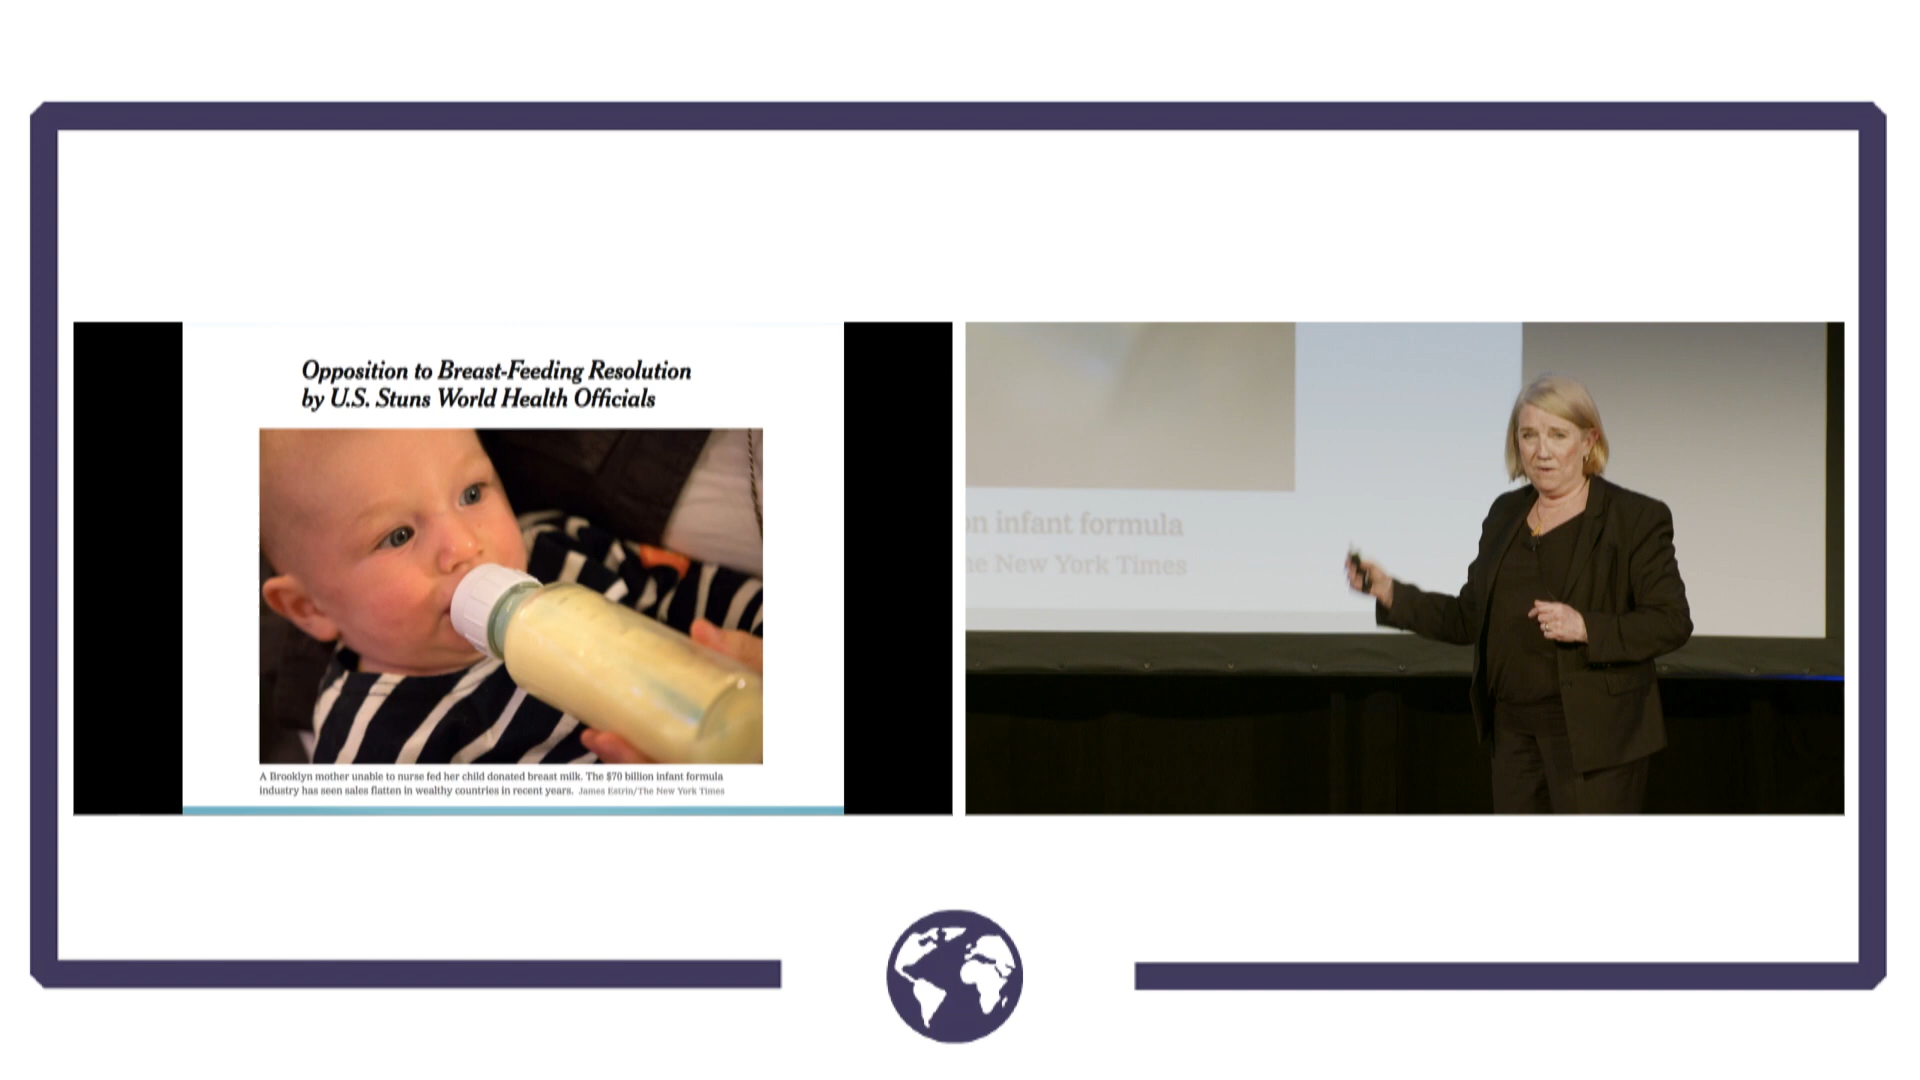 Opposition to Breast-Feeding Resolution
by U.S. Stuns World Health Officials
A Brooklyn mother unable to nurse fed her child donated breast milk. The $70 billion infant formula
industry has seen sales flatten in wealthy countries in recent years. James Estrin/The New York Times
n infant formula
he New York Times